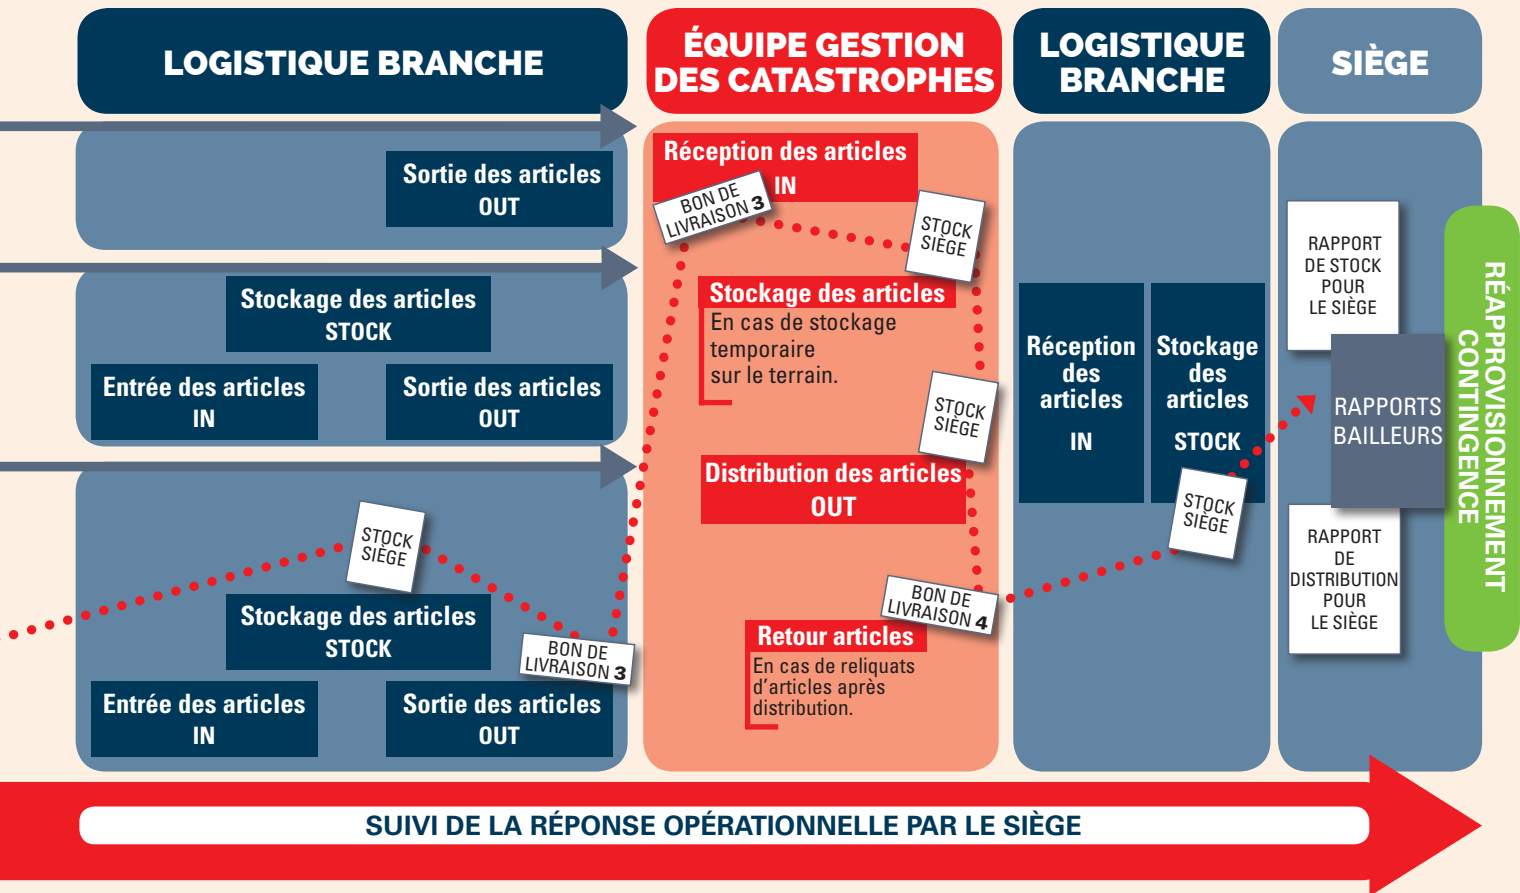 LOGISTIQUE BRANCHE
ÉQUIPE GESTION
DES CATASTROPHES
LOGISTIQUE
BRANCHE
SIÈGE
Sortie des articles
OUT
Stockage des articles
STOCK
Entrée des articles
IN
Sortie des articles
OUT
STOCK
SIÈGE
Stockage des articles
STOCK
BON DE
LIVRAISON 3
Entrée des articles
IN
Sortie des articles
OUT
Réception des articles
IN
BON DE
LIVRAISON 3
STOCK
SIÈGE
Stockage des articles
En cas de stockage
temporaire
sur le terrain.
STOCK
SIÈGE
Distribution des articles
OUT
BON DE
LIVRAISON 4
Retour articles
En cas de reliquats
d'articles après
distribution.
Réception
des
articles
IN
Stockage
des
articles
STOCK
STOCK
SIÈGE
RAPPORT
DE STOCK
POUR
LE SIÈGE
RAPPORTS
BAILLEURS
RAPPORT
DE
DISTRIBUTION
POUR
LE SIÈGE
RÉAPPROVISIONNEMENT
CONTINGENCE
SUIVI DE LA RÉPONSE OPÉRATIONNELLE PAR LE SIÈGE